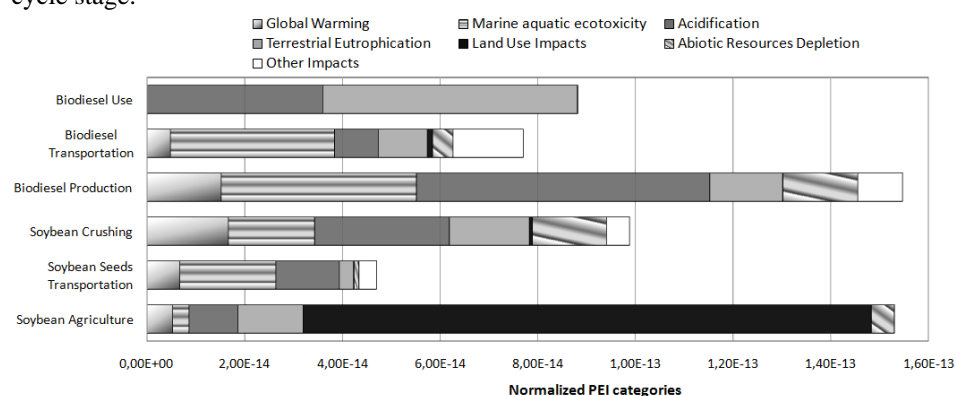 cycle stage.
Global Warming Marine aquatic ecotoxicity Acidification
Terrestrial Eutrophication Land Use Impacts Abiotic Resources Depletion
Other Impacts
Biodiesel Use
Biodiesel
Transportation
Biodiesel Production
Soybean Crushing
Soybean Seeds
Transportation
Soybean Agriculture
0,00E+00 2,00E-14 4,00E-14 6,00E-14 8,00E-14 1,00E-13 1,20E-13 1,40E-13 1,60E-13
Normalized PEI categories